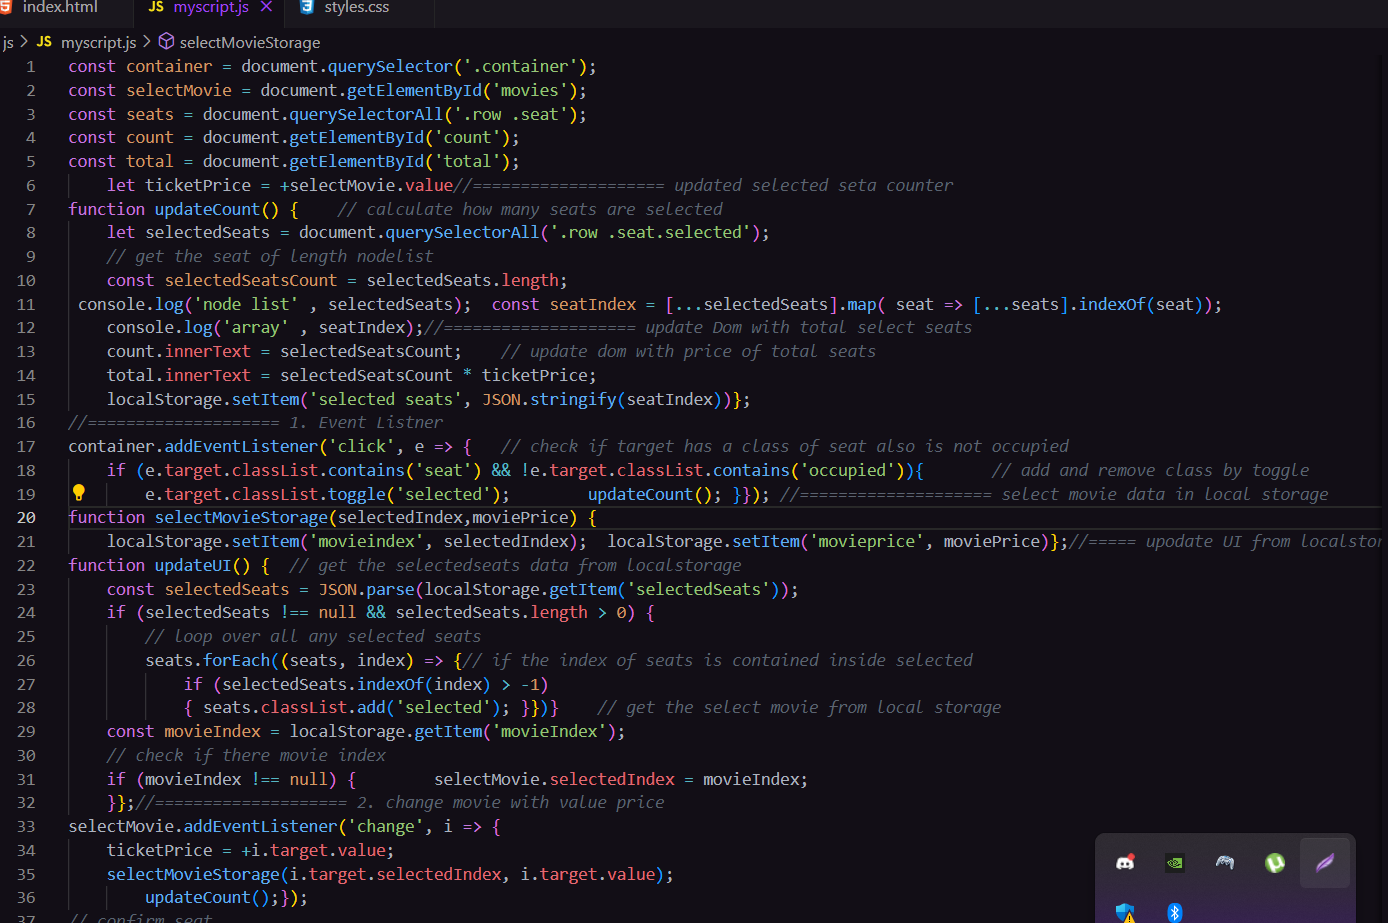 index.html
JS myscript.js
styles.css
js > JS myscript.js > selectMovieStorage
1 const container = document.querySelector('.container');
2 const selectMovie = document.getElementById('movies');
3 const seats = document.querySelectorAll('.row .seat');
4 const count = document.getElementById('count');
5 const total = document.getElementById('total');
6 let ticketPrice = +selectMovie.value//==================== updated selected seta counter
7 function updateCount() { // calculate how many seats are selected
8 let selectedSeats = document.querySelectorAll('.row .seat.selected');
9 // get the seat of length nodelist
10 const selectedSeatsCount = selectedSeats.length;
11 console.log('node list' , selectedSeats); const seatIndex = [...selectedSeats].map( seat => [...seats].indexOf(seat));
12 console.log('array' , seatIndex);//==================== update Dom with total select seats
13 count.innerText = selectedSeatsCount; // update dom with price of total seats
14 total.innerText = selectedSeatsCount * ticketPrice;
15 localStorage.setItem('selected seats', JSON.stringify(seatIndex))};
16 //==================== 1. Event Listner
17 container.addEventListener('click', e => { // check if target has a class of seat also is not occupied
18 if (e.target.classList.contains('seat') && !e.target.classList.contains('occupied')){ // add and remove class by toggle
19 e.target.classList.toggle('selected'); updateCount(); }}); //==================== select movie data in local storage
20 function selectMovieStorage(selectedIndex,moviePrice) {
21 localStorage.setItem('movieindex', selectedIndex); localStorage.setItem('movieprice', moviePrice)};//===== upodate UI from localstor
22 function updateUI() { // get the selectedseats data from localstorage
23 const selectedSeats = JSON.parse(localStorage.getItem('selectedSeats'));
24 if (selectedSeats !== null && selectedSeats.length > 0) {
25 // loop over all any selected seats
26 seats.forEach((seats, index) => {// if the index of seats is contained inside selected
27 if (selectedSeats.indexOf(index) > -1)
28 { seats.classList.add('selected'); }})} // get the select movie from local storage
29 const movieIndex = localStorage.getItem('movieIndex');
30 // check if there movie index
31 if (movieIndex !== null) { selectMovie.selectedIndex = movieIndex;
32 }};//==================== 2. change movie with value price
33 selectMovie.addEventListener('change', i => {
34 ticketPrice = +i.target.value;
35 selectMovieStorage(i.target.selectedIndex, i.target.value);
36 updateCount();});
37 // confirm seat